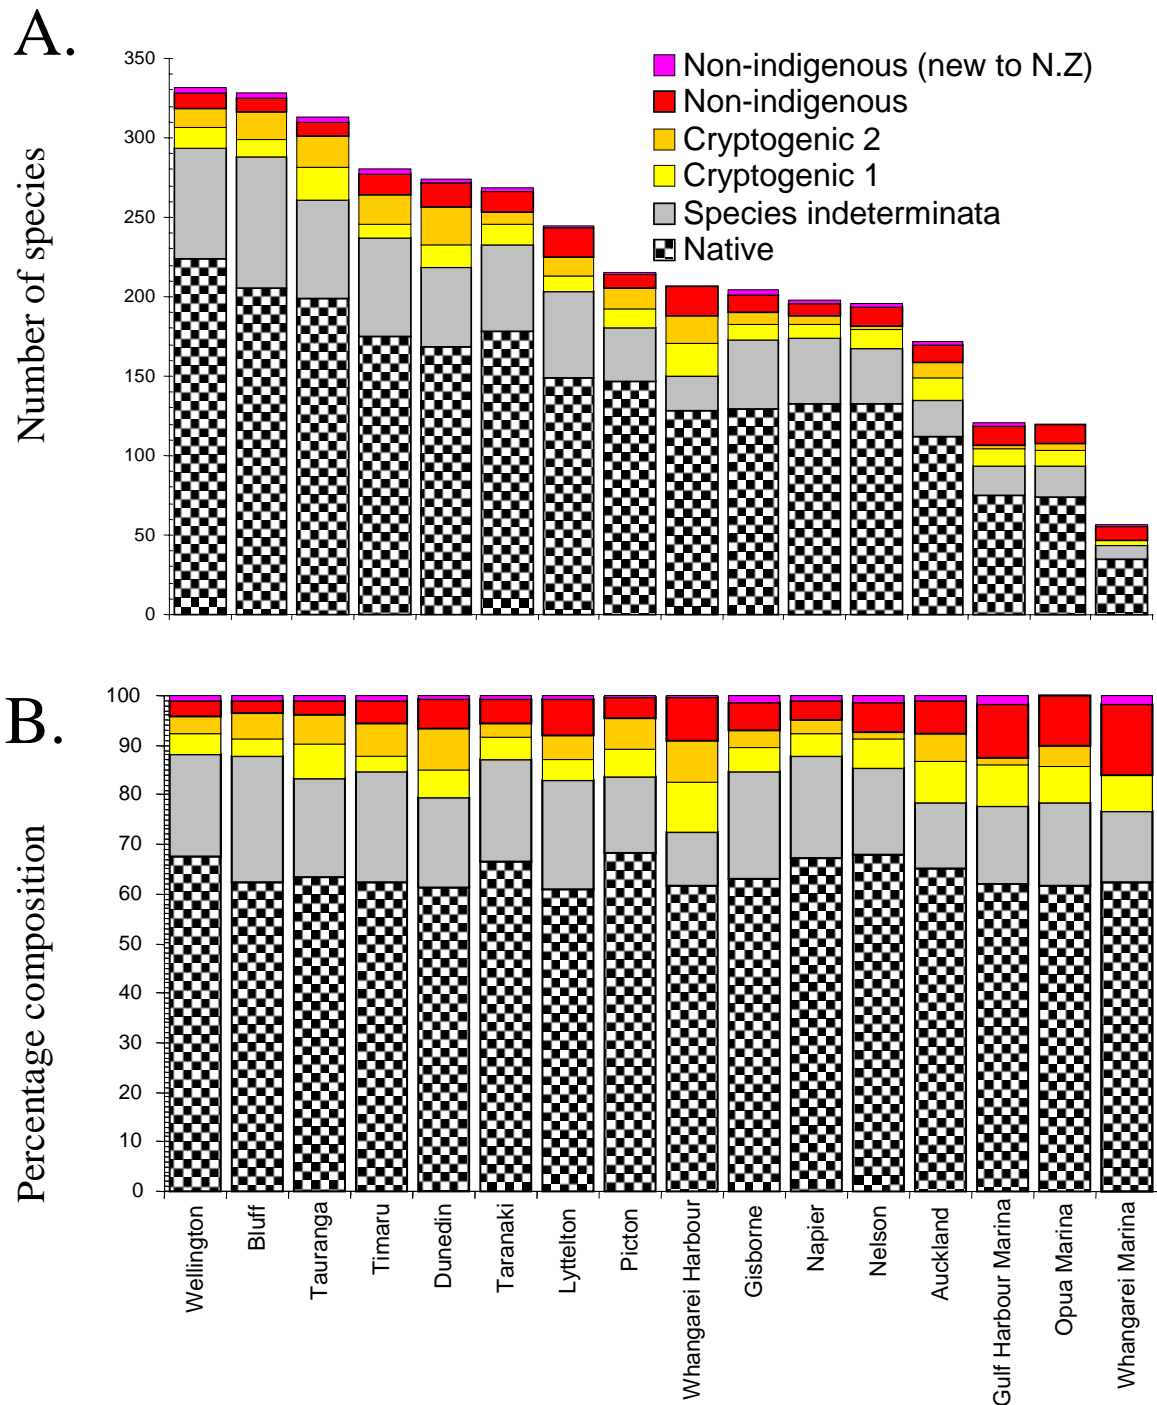 A.
350
300
250
200
150
100
50
0
Number of species
Non-indigenous (new to N.Z)
Non-indigenous
Cryptogenic 2
Cryptogenic 1
Species indeterminata
Native
B.
100
90
80
70
60
50
40
30
20
10
0
Percentage composition
Wellington
Bluff
Tauranga
Timaru
Dunedin
Taranaki
Lyttelton
Picton
Whangarei Harbour
Gisborne
Napier
Nelson
Auckland
Gulf Harbour Marina
Opua Marina
Whangarei Marina